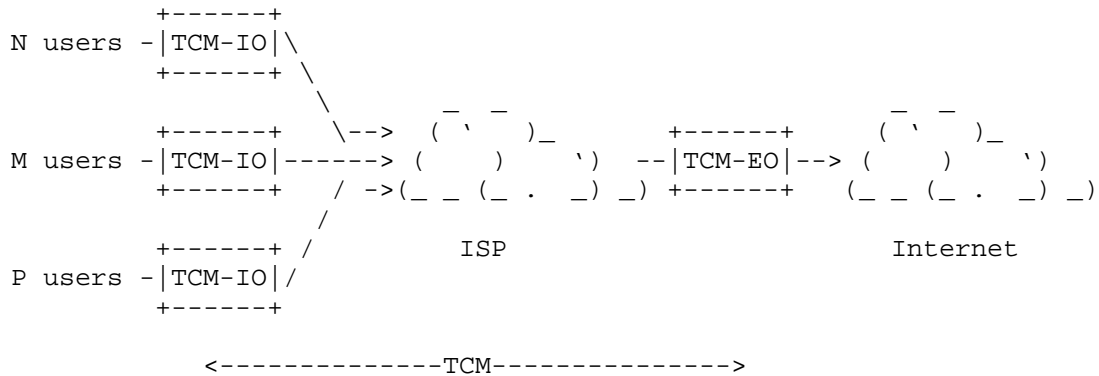 N users -|TCM-IO|\
M users -|TCM-IO|------> ( ) ') --|TCM-EO|--> ( ) ')
ISP Internet
P users -|TCM-IO|/
<--------------TCM--------------->